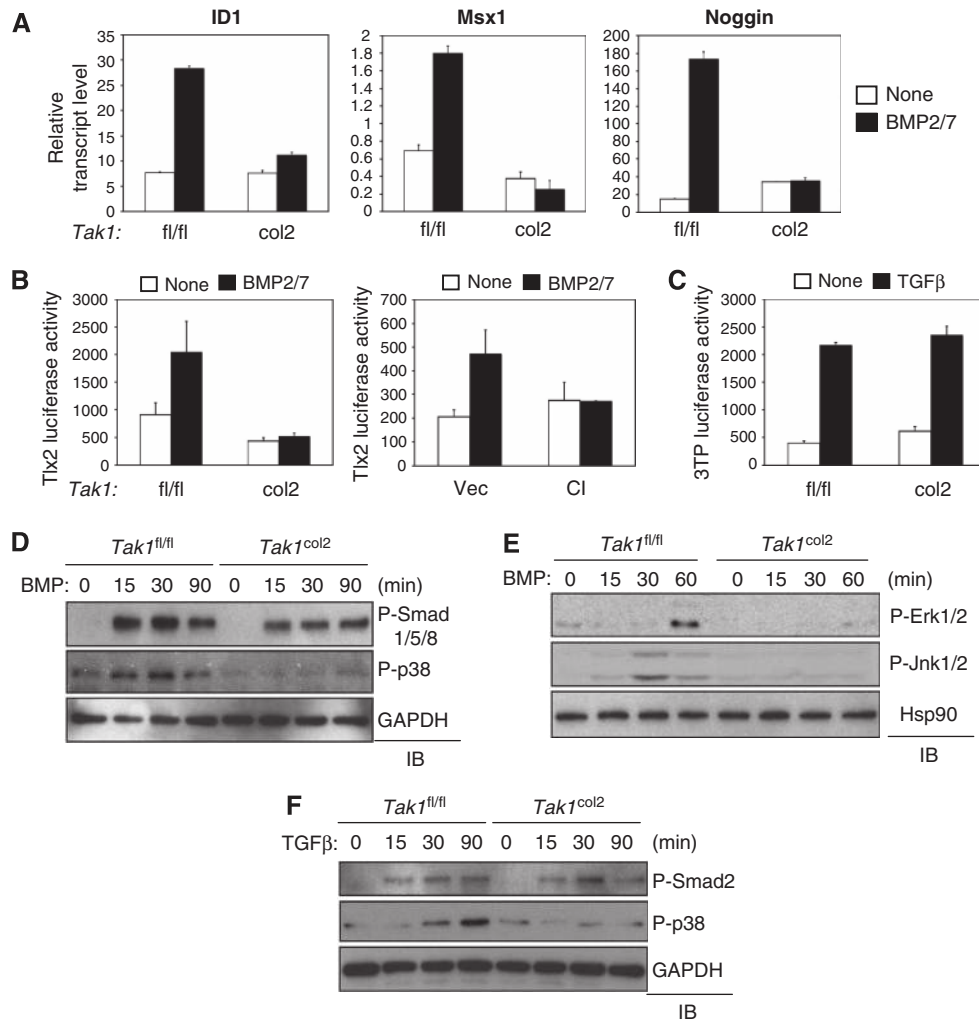 A
ID1
Msx1
Noggin
Relative transcript level
35
30
25
20
15
10
5
0
2
1.8
1.6
1.4
1.2
1
0.8
0.6
0.4
0.2
0
200
180
160
140
120
100
80
60
40
20
0
None
BMP2/7
Tak1: fl/fl col2
fl/fl col2
fl/fl col2
B
None BMP2/7
Tlx2 luciferase activity
3000
2500
2000
1500
1000
500
0
Tak1: fl/fl col2
None BMP2/7
Tlx2 luciferase activity
700
600
500
400
300
200
100
0
Vec CI
C
None TGFβ
3TP luciferase activity
3000
2500
2000
1500
1000
500
0
fl/fl col2
D
Tak1fl/fl Tak1col2
BMP: 0 15 30 90 0 15 30 90 (min)
P-Smad
1/5/8
P-p38
GAPDH
IB
E
Tak1fl/fl Tak1col2
BMP: 0 15 30 60 0 15 30 60 (min)
P-Erk1/2
P-Jnk1/2
Hsp90
IB
F
Tak1fl/fl Tak1col2
TGFβ: 0 15 30 90 0 15 30 90 (min)
P-Smad2
P-p38
GAPDH
IB